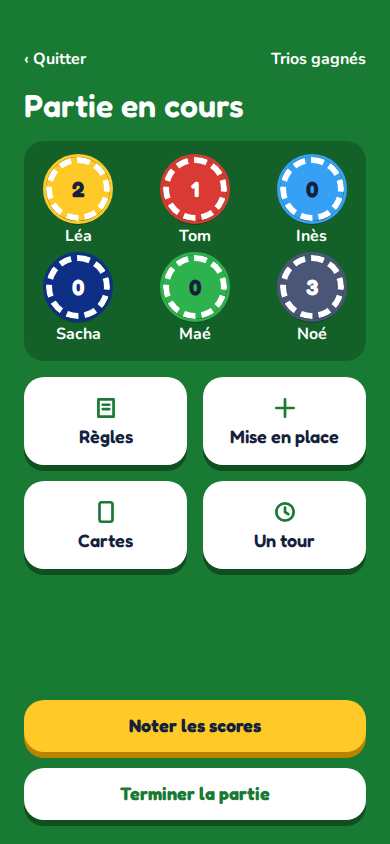 ‹ Quitter
Trios gagnés
Partie en cours
2
1
0
Léa
Tom
Inès
0
0
3
Sacha
Maé
Noé
Règles
Mise en place
Cartes
Un tour
Noter les scores
Terminer la partie